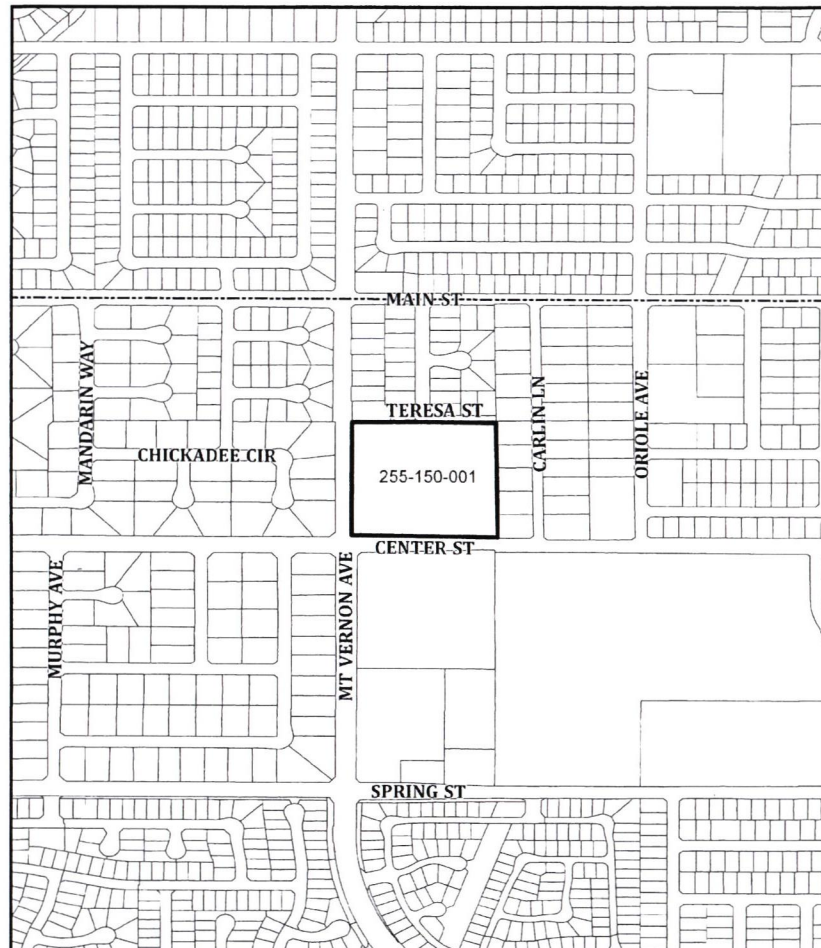 MAIN ST
MANDARIN WAY
TERESA ST
CARLIN LN
ORIOLE AVE
CHICKADEE CIR
255-150-001
CENTER ST
MURPHY AVE
MT VERNON AVE
SPRING ST